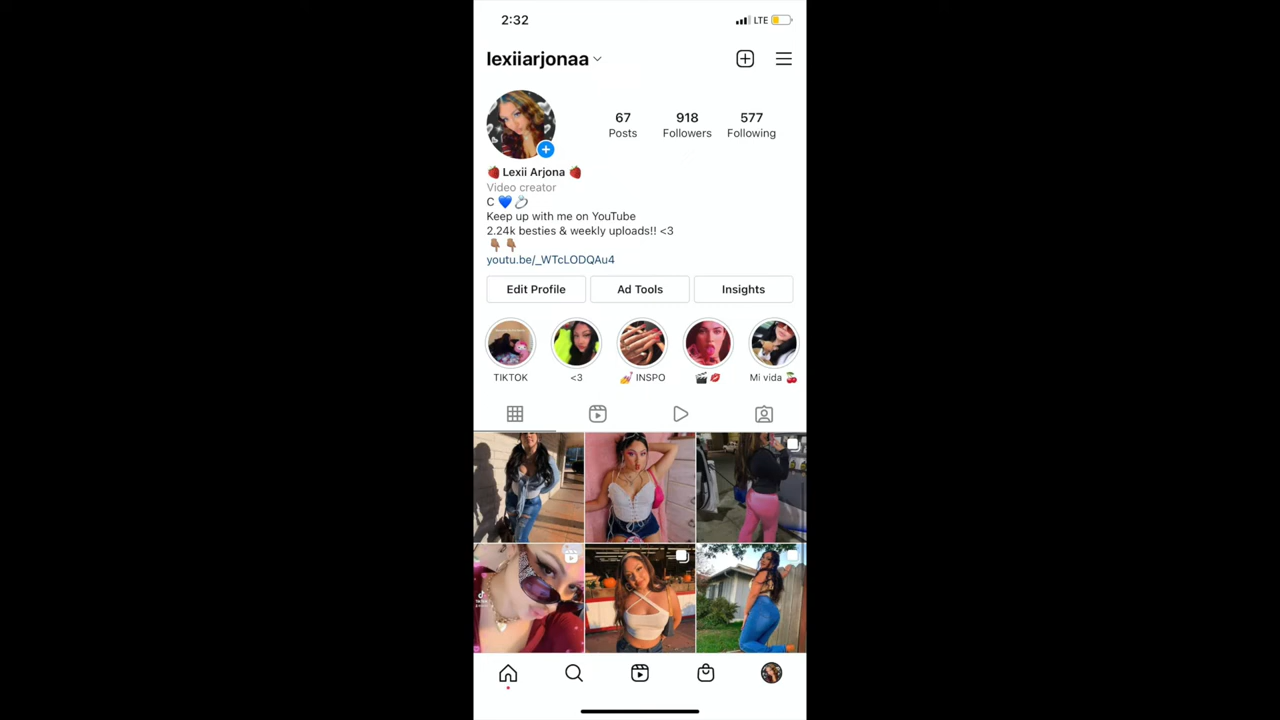 2:32 LTE
lexiiarjonaa
67 918 577
Posts Followers Following
🍓 Lexii Arjona 🍓
Video creator
C 💙 💍
Keep up with me on YouTube
2.24k besties & weekly uploads!! <3
👇🏽 👇🏽
youtu.be/_WTcLODQAu4
Edit Profile Ad Tools Insights
TIKTOK <3 💅🏼 INSPO 🎬💋 Mi vida 🍒